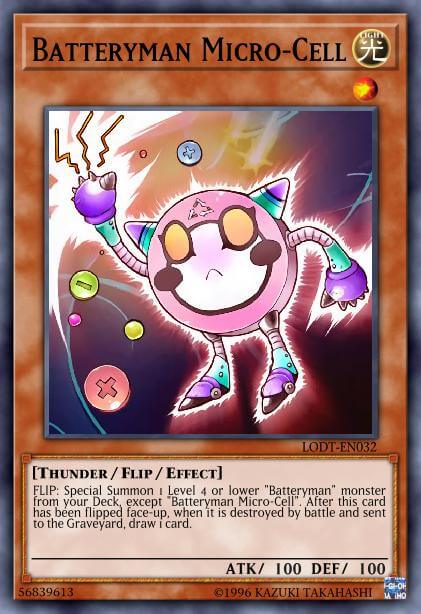 Batteryman Micro-Cell
LIGHT
光
LODT-EN032
[Thunder / Flip / Effect]
FLIP: Special Summon 1 Level 4 or lower "Batteryman" monster
from your Deck, except "Batteryman Micro-Cell". After this card
has been flipped face-up, when it is destroyed by battle and sent
to the Graveyard, draw 1 card.
ATK/ 100 DEF/ 100
56839613
©1996 KAZUKI TAKAHASHI